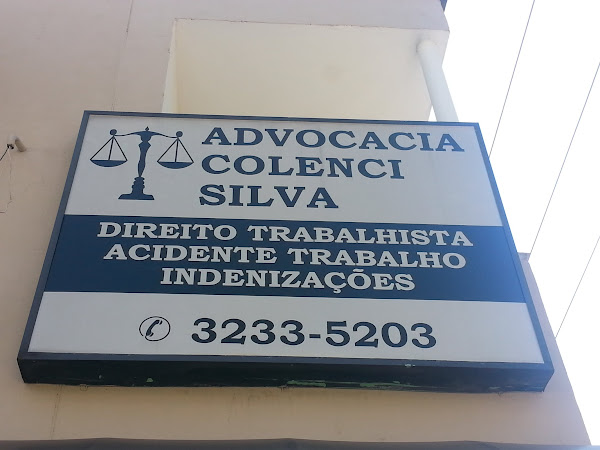 ADVOCACIA
COLENCI
SILVA
DIREITO TRABALHISTA
ACIDENTE TRABALHO
INDENIZAÇÕES
3233-5203